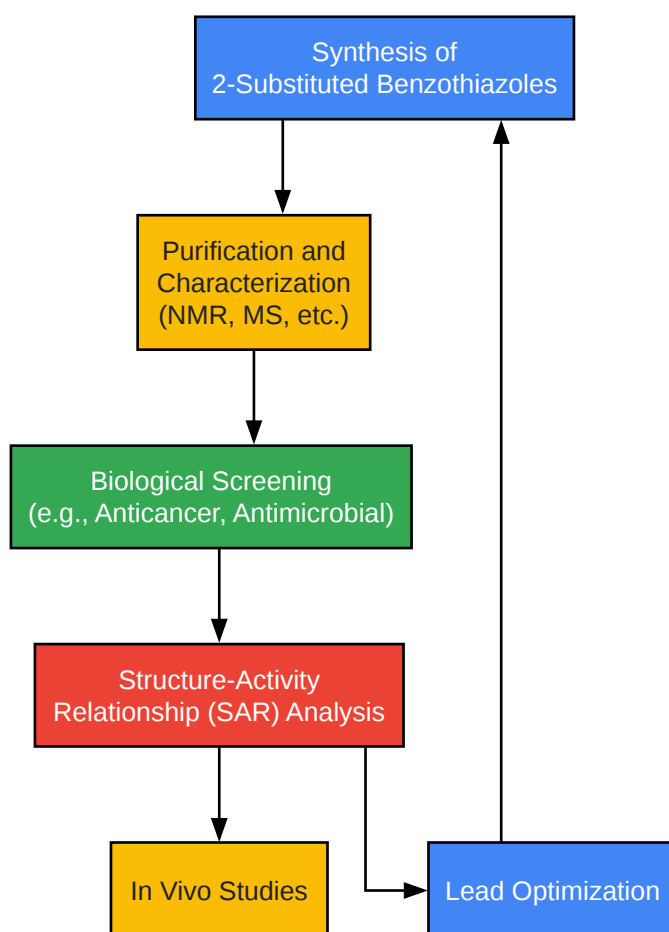 Synthesis of
2-Substituted Benzothiazoles
Purification and
Characterization
(NMR, MS, etc.)
Biological Screening
(e.g., Anticancer, Antimicrobial)
Structure-Activity
Relationship (SAR) Analysis
In Vivo Studies
Lead Optimization